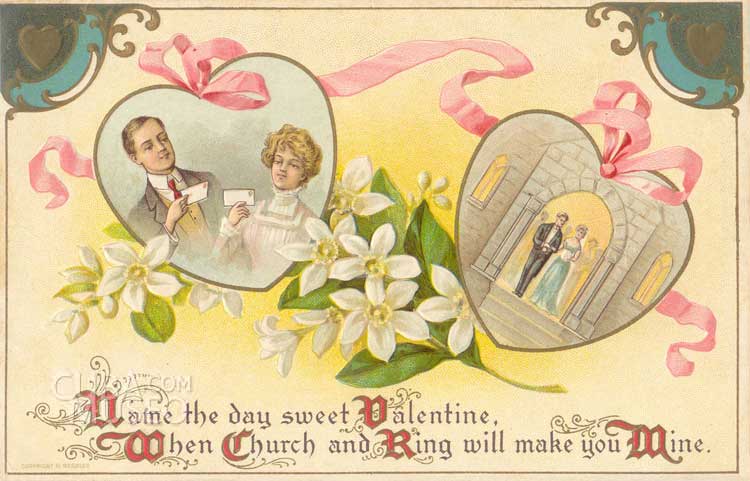 Name the day sweet Valentine,
When Church and Ring will make you Mine.